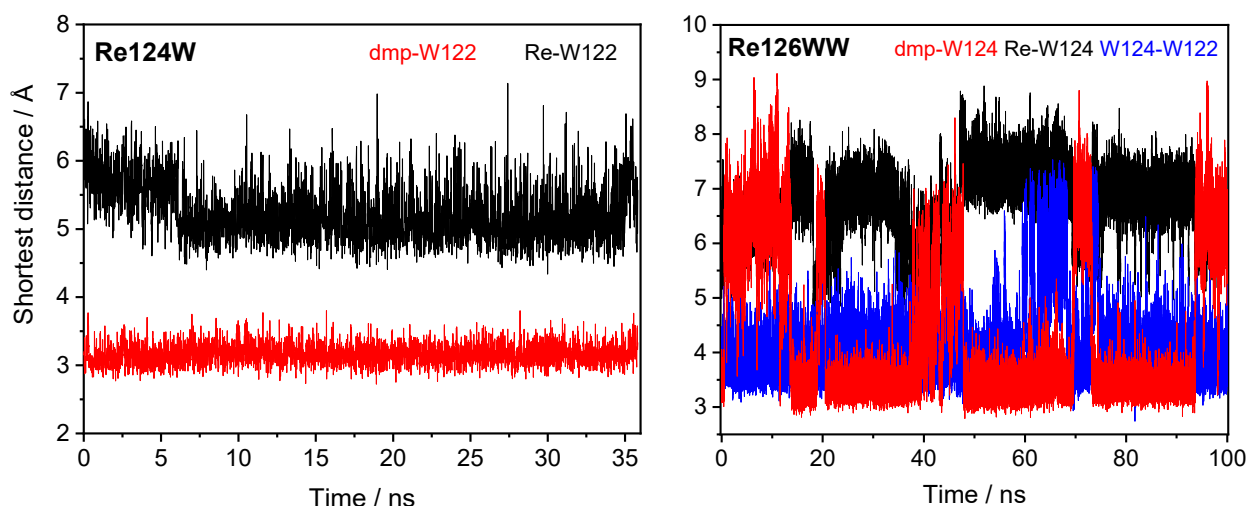 Re124W dmp-W122 Re-W122
Shortest distance / Å
8
7
6
5
4
3
2
0 5 10 15 20 25 30 35
Time / ns
Re126WW dmp-W124 Re-W124 W124-W122
10
9
8
7
6
5
4
3
0 20 40 60 80 100
Time / ns